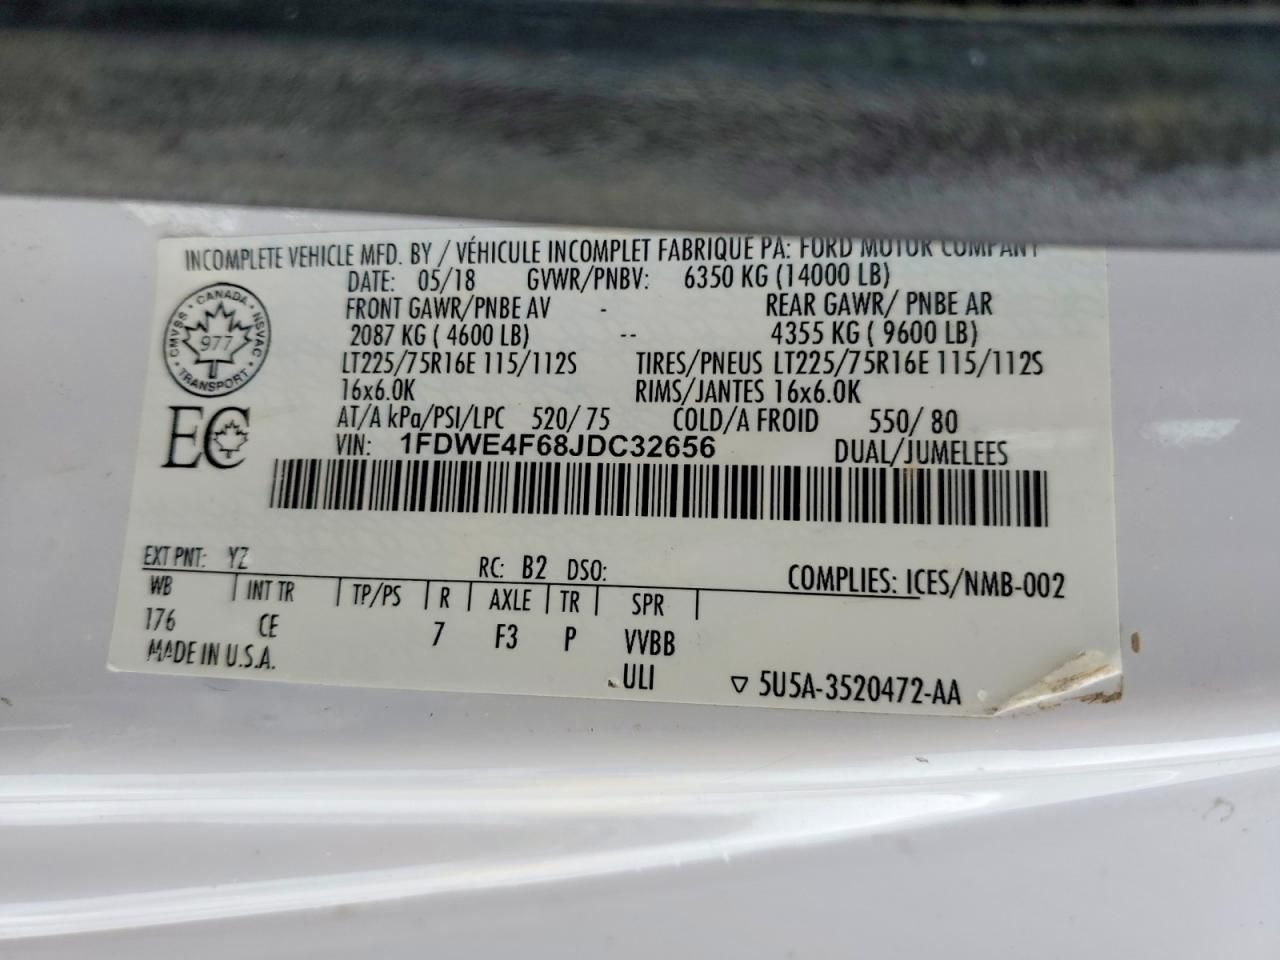 INCOMPLETE VEHICLE MFD. BY / VÉHICULE INCOMPLET FABRIQUÉ PA: FORD MOTOR COMPANY
DATE: 05/18 GVWR/PNBV: 6350 KG (14000 LB)
FRONT GAWR/PNBE AV - REAR GAWR/ PNBE AR
2087 KG ( 4600 LB) -- 4355 KG ( 9600 LB)
LT225/75R16E 115/112S TIRES/PNEUS LT225/75R16E 115/112S
16x6.0K RIMS/JANTES 16x6.0K
AT/A kPa/PSI/LPC 520/ 75 COLD/A FROID 550/ 80
VIN: 1FDWE4F68JDC32656 DUAL/JUMELEES
CANADA
CMVSS NSVAC
977
TRANSPORT
EC
EXT PNT: YZ RC: B2 DSO: COMPLIES: ICES/NMB-002
WB INT TR TP/PS R AXLE TR SPR
176 CE 7 F3 P VVBB
MADE IN U.S.A. ULI 5U5A-3520472-AA